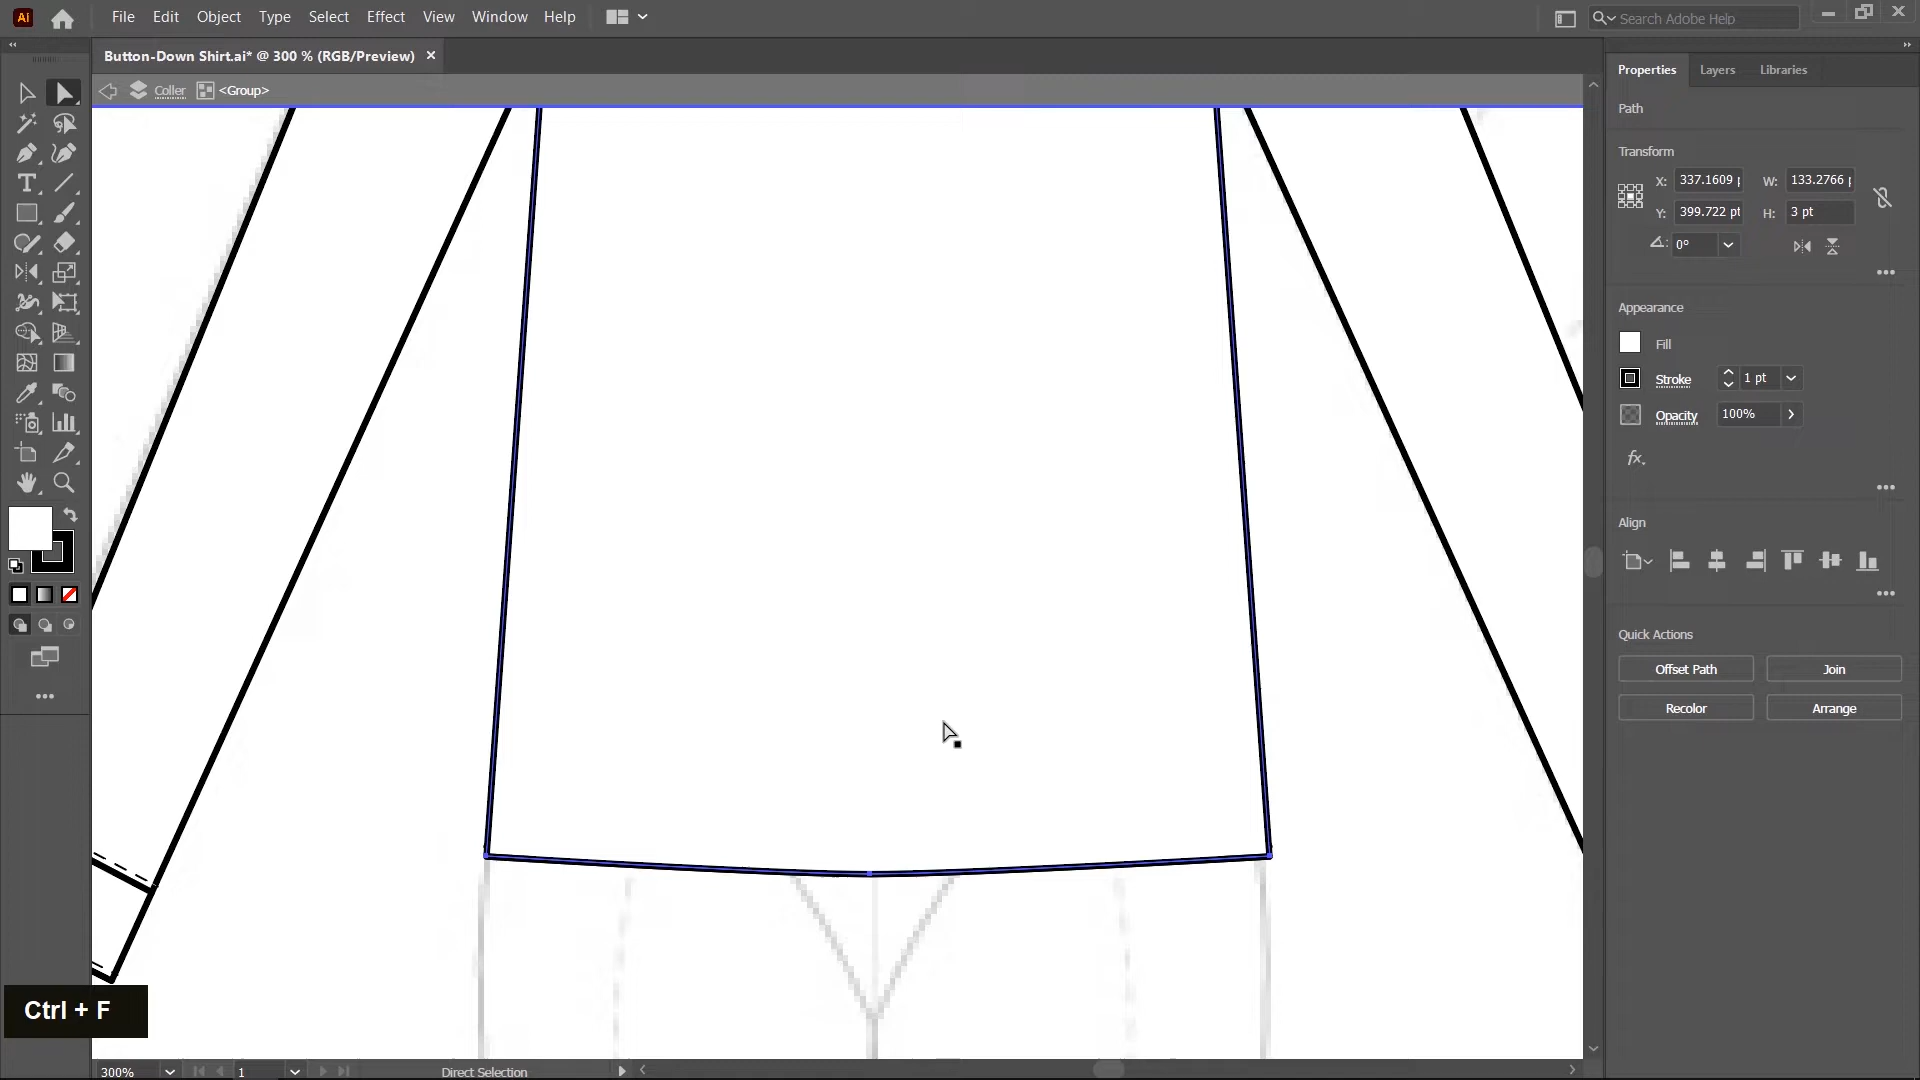 Ai File Edit Object Type Select Effect View Window Help Search Adobe Help
Button-Down Shirt.ai* @ 300 % (RGB/Preview) ×
Coller <Group>
Properties Layers Libraries
Path
Transform
X: 337.1609 p W: 133.2766 p
Y: 399.722 pt H: 3 pt
0°
Appearance
Fill
Stroke 1 pt
Opacity 100%
fx
Align
Quick Actions
Offset Path Join
Recolor Arrange
Ctrl + F
300% 1 Direct Selection